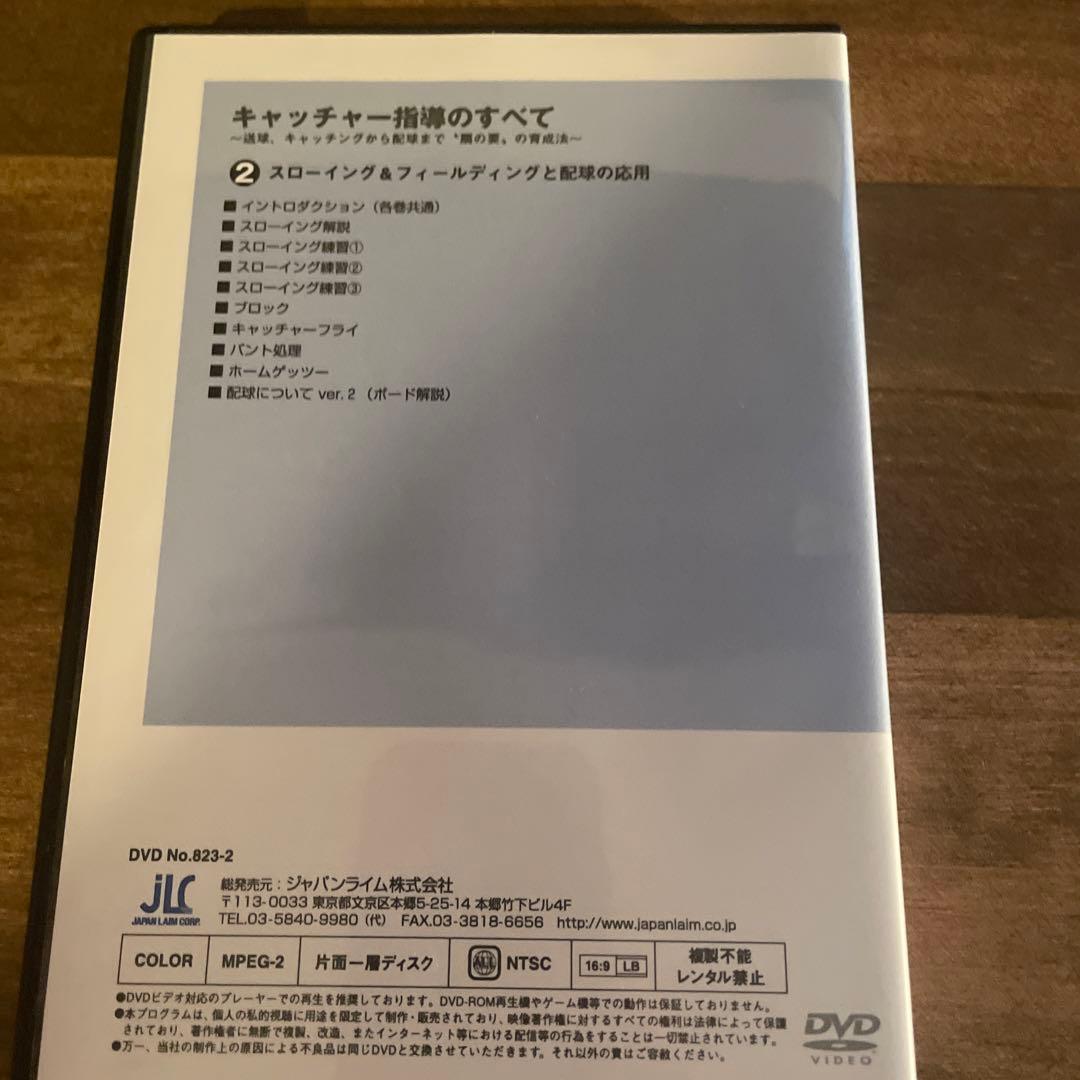 キャッチャー指導のすべて
〜送球、キャッチングから配球まで〝扇の要〟の育成法〜
❷ スローイング&フィールディングと配球の応用
■ イントロダクション(各巻共通)
■ スローイング解説
■ スローイング練習①
■ スローイング練習②
■ スローイング練習③
■ ブロック
■ キャッチャーフライ
■ バント処理
■ ホームゲッツー
■ 配球について ver.2(ボード解説)
DVD No.823-2
JLC
JAPAN LAIM CORP.
総発売元:ジャパンライム株式会社
〒113-0033 東京都文京区本郷5-25-14 本郷竹下ビル4F
TEL.03-5840-9980(代) FAX.03-3818-6656 http://www.japanlaim.co.jp
COLOR MPEG-2 片面一層ディスク ALL NTSC 16:9 LB 複製不能
レンタル禁止
●DVDビデオ対応のプレーヤーでの再生を推奨しております。DVD-ROM再生機やゲーム機等での動作は保証しておりません。
●本プログラムは、個人の私的視聴に用途を限定して制作・販売されており、映像著作権に対するすべての権利は法律によって保護
されており、著作権者に無断で複製、改造、またインターネット等における配信等の行為をすることは一切禁止されています。
●万一、当社の制作上の原因による不良品は同じDVDと交換させていただきます。それ以外の責はご容赦ください。
DVD
VIDEO